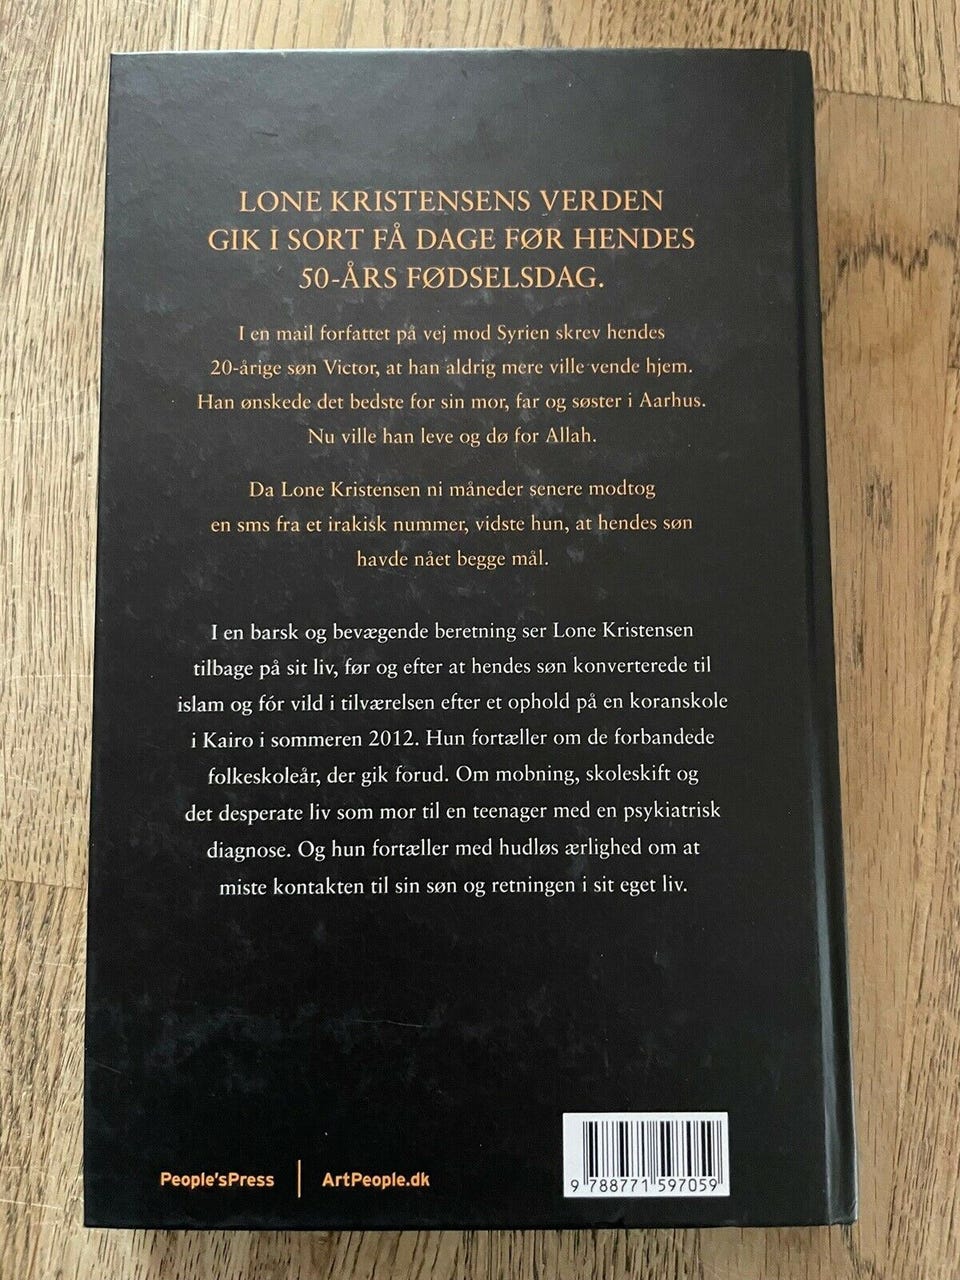 LONE KRISTENSENS VERDEN
GIK I SORT FÅ DAGE FØR HENDES
50-ÅRS FØDSELSDAG.
I en mail forfattet på vej mod Syrien skrev hendes
20-årige søn Victor, at han aldrig mere ville vende hjem.
Han ønskede det bedste for sin mor, far og søster i Aarhus.
Nu ville han leve og dø for Allah.
Da Lone Kristensen ni måneder senere modtog
en sms fra et irakisk nummer, vidste hun, at hendes søn
havde nået begge mål.
I en barsk og bevægende beretning ser Lone Kristensen
tilbage på sit liv, før og efter at hendes søn konverterede til
islam og fór vild i tilværelsen efter et ophold på en koranskole
i Kairo i sommeren 2012. Hun fortæller om de forbandede
folkeskoleår, der gik forud. Om mobning, skoleskift og
det desperate liv som mor til en teenager med en psykiatrisk
diagnose. Og hun fortæller med hudløs ærlighed om at
miste kontakten til sin søn og retningen i sit eget liv.
People'sPress | ArtPeople.dk
9 788771 597059